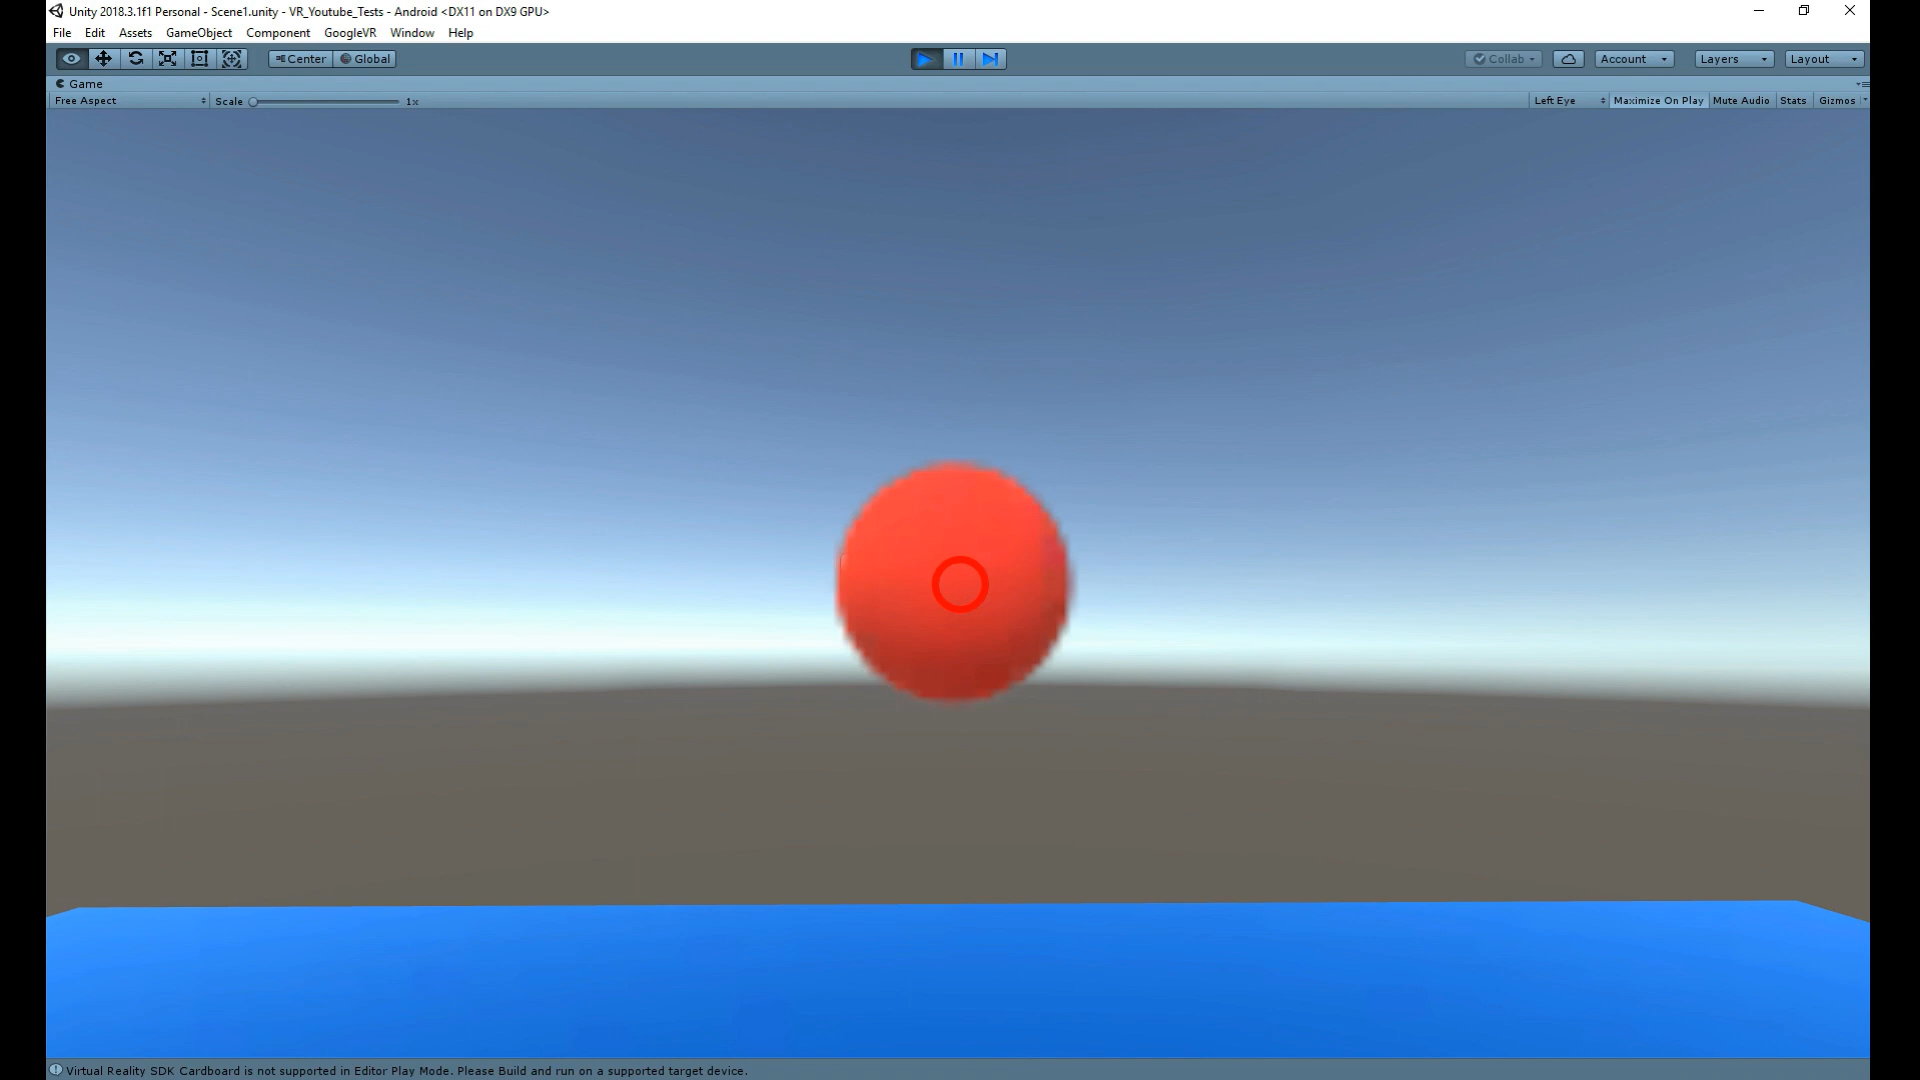 Unity 2018.3.1f1 Personal - Scene1.unity - VR_Youtube_Tests - Android <DX11 on DX9 GPU>
File Edit Assets GameObject Component GoogleVR Window Help
Center Global Collab Account Layers Layout
Game
Free Aspect Scale 1x Left Eye Maximize On Play Mute Audio Stats Gizmos
Virtual Reality SDK Cardboard is not supported in Editor Play Mode. Please Build and run on a supported target device.